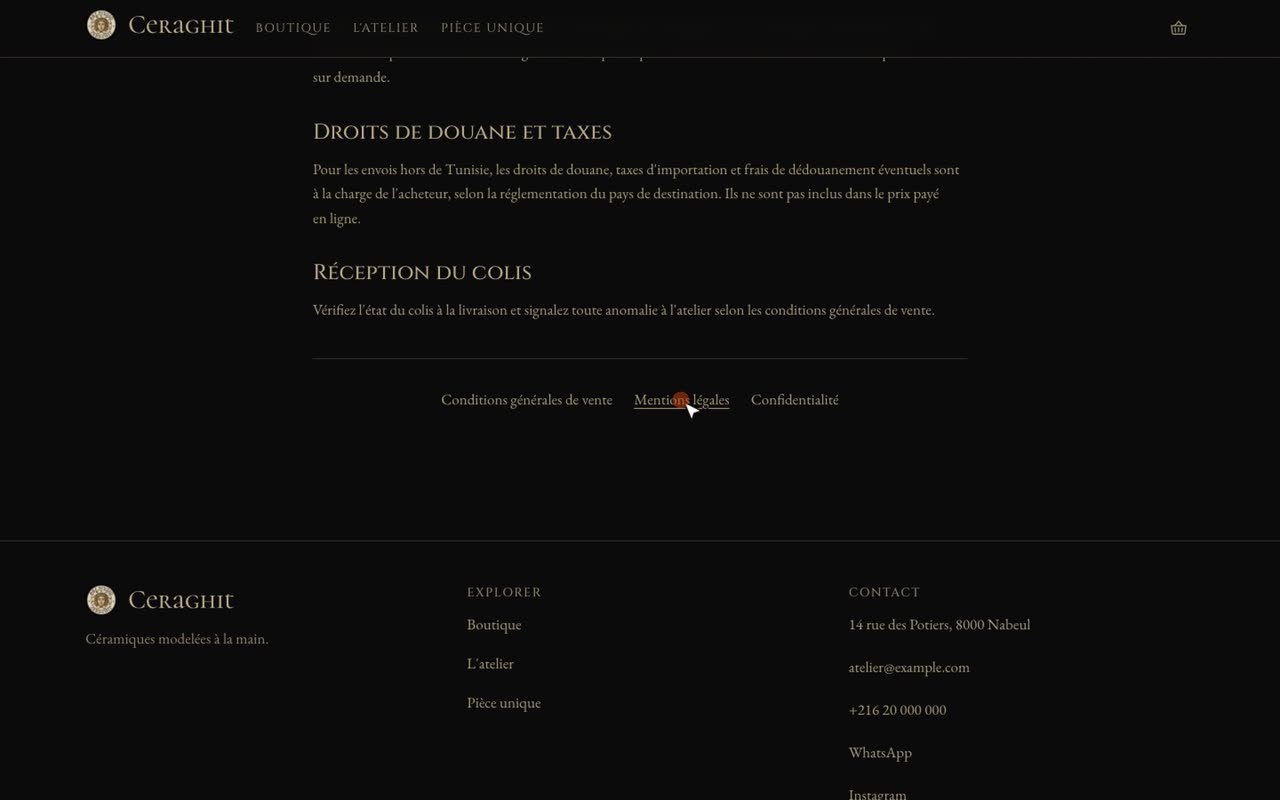 Ceraghit
BOUTIQUE
L'ATELIER
PIÈCE UNIQUE
sur demande.
Droits de douane et taxes
Pour les envois hors de Tunisie, les droits de douane, taxes d'importation et frais de dédouanement éventuels sont
à la charge de l'acheteur, selon la réglementation du pays de destination. Ils ne sont pas inclus dans le prix payé
en ligne.
Réception du colis
Vérifiez l'état du colis à la livraison et signalez toute anomalie à l'atelier selon les conditions générales de vente.
Conditions générales de vente
Mentions légales
Confidentialité
Ceraghit
Céramiques modelées à la main.
EXPLORER
Boutique
L'atelier
Pièce unique
CONTACT
14 rue des Potiers, 8000 Nabeul
atelier@example.com
+216 20 000 000
WhatsApp
Instagram